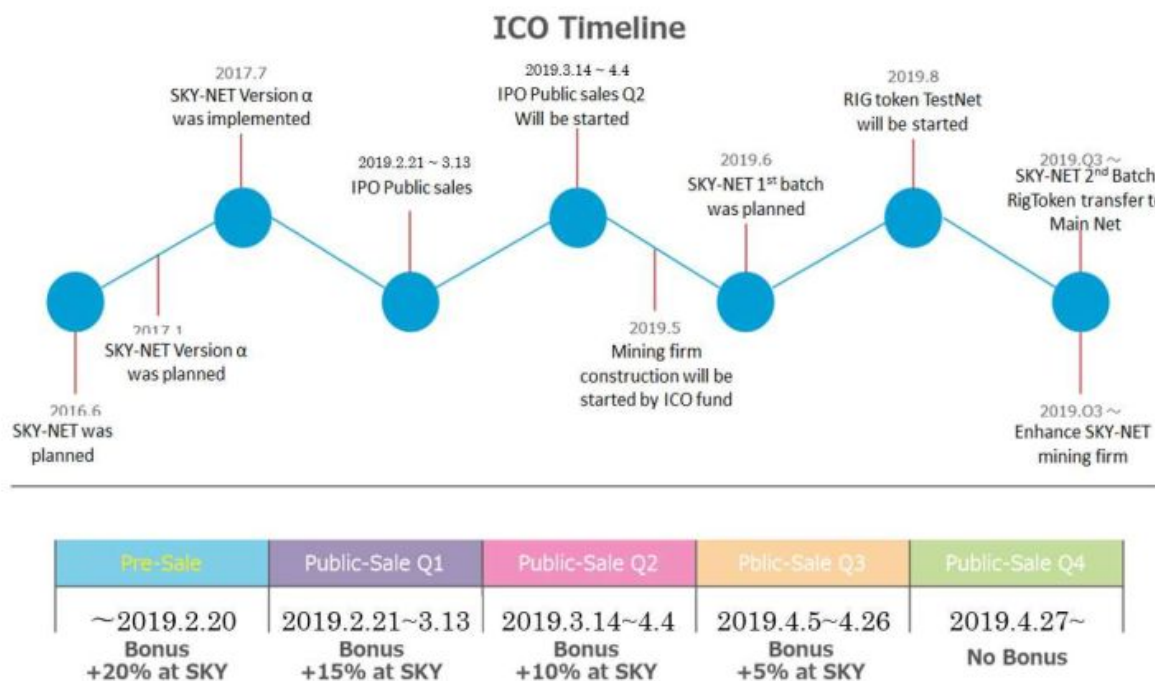 ICO Timeline
2017.7
SKY-NET Version α
was implemented
2019.2.21 ~ 3.13
IPO Public sales
2019.3.14 ~ 4.4
IPO Public sales Q2
Will be started
2019.6
SKY-NET 1st batch
was planned
2019.8
RIG token TestNet
will be started
2019.Q3 ~
SKY-NET 2nd Batch
RigToken transfer to
Main Net
2016.6
SKY-NET was
planned
2017.1
SKY-NET Version α
was planned
2019.5
Mining firm
construction will be
started by ICO fund
2019.Q3 ~
Enhance SKY-NET
mining firm
Pre-Sale
Public-Sale Q1
Public-Sale Q2
Pblic-Sale Q3
Public-Sale Q4
~2019.2.20
2019.2.21~3.13
2019.3.14~4.4
2019.4.5~4.26
2019.4.27~
Bonus
+20% at SKY
Bonus
+15% at SKY
Bonus
+10% at SKY
Bonus
+5% at SKY
No Bonus